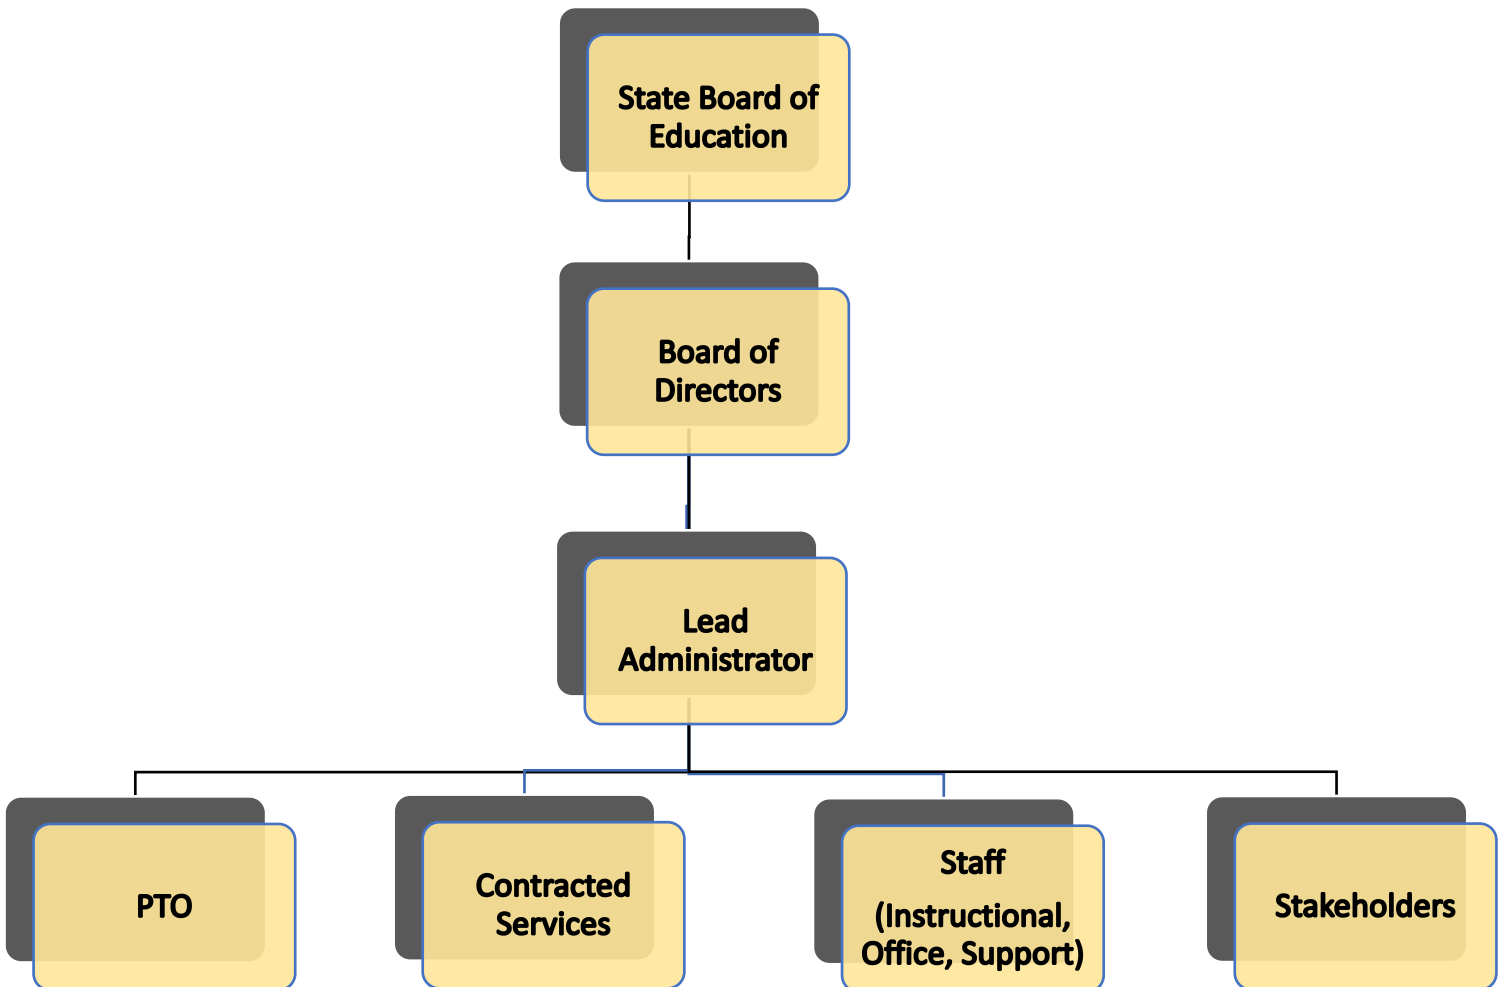 State Board of
Education
Board of
Directors
Lead
Administrator
PTO
Contracted
Services
Staff
(Instructional,
Office, Support)
Stakeholders